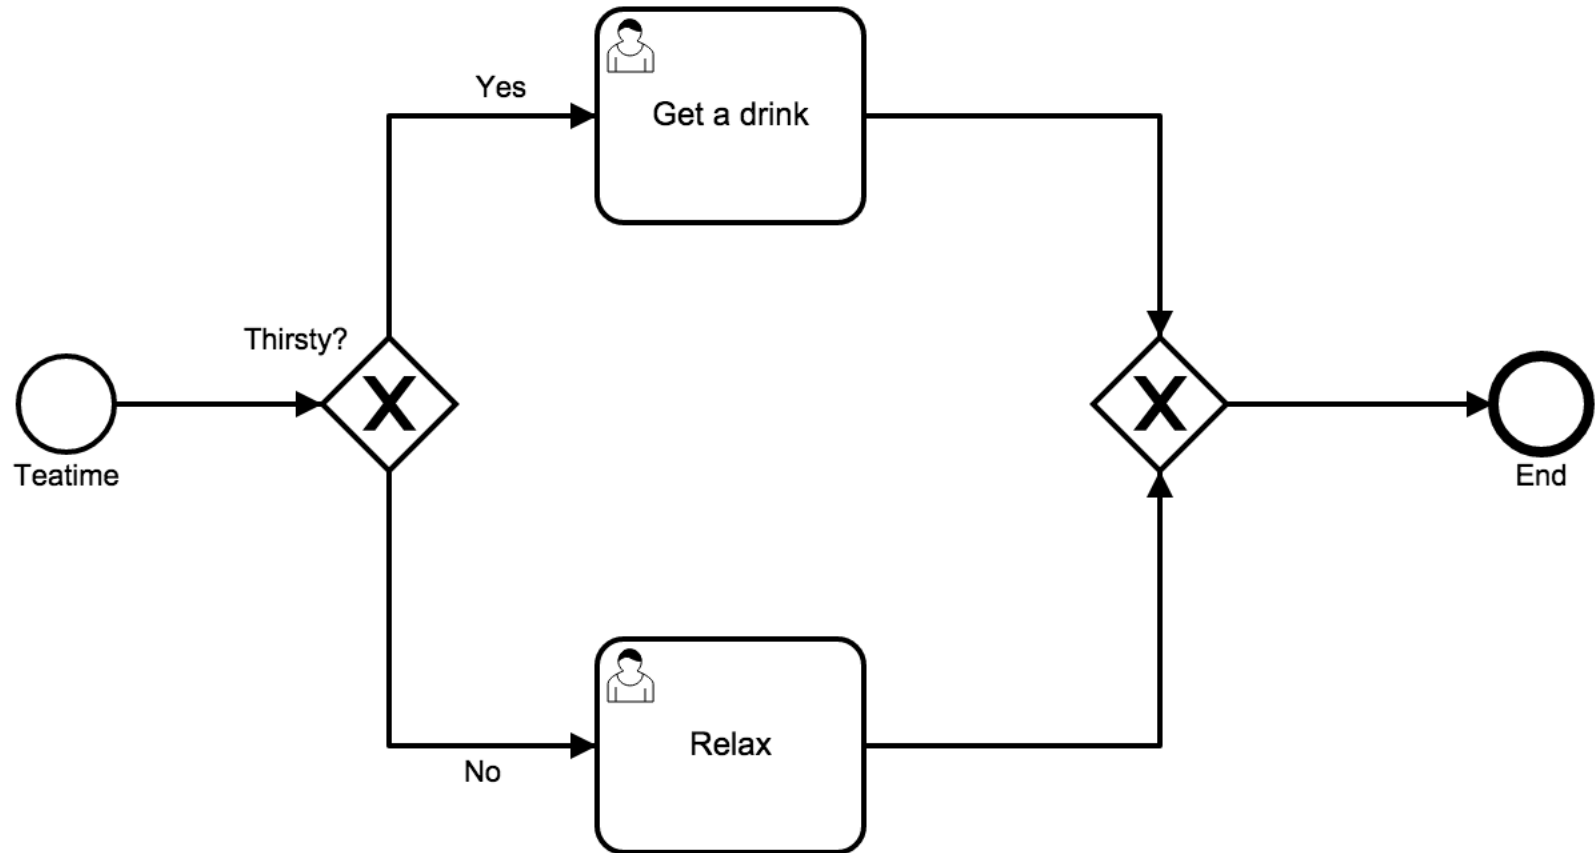 Yes
Get a drink
Thirsty?
X
X
Teatime
End
Relax
No